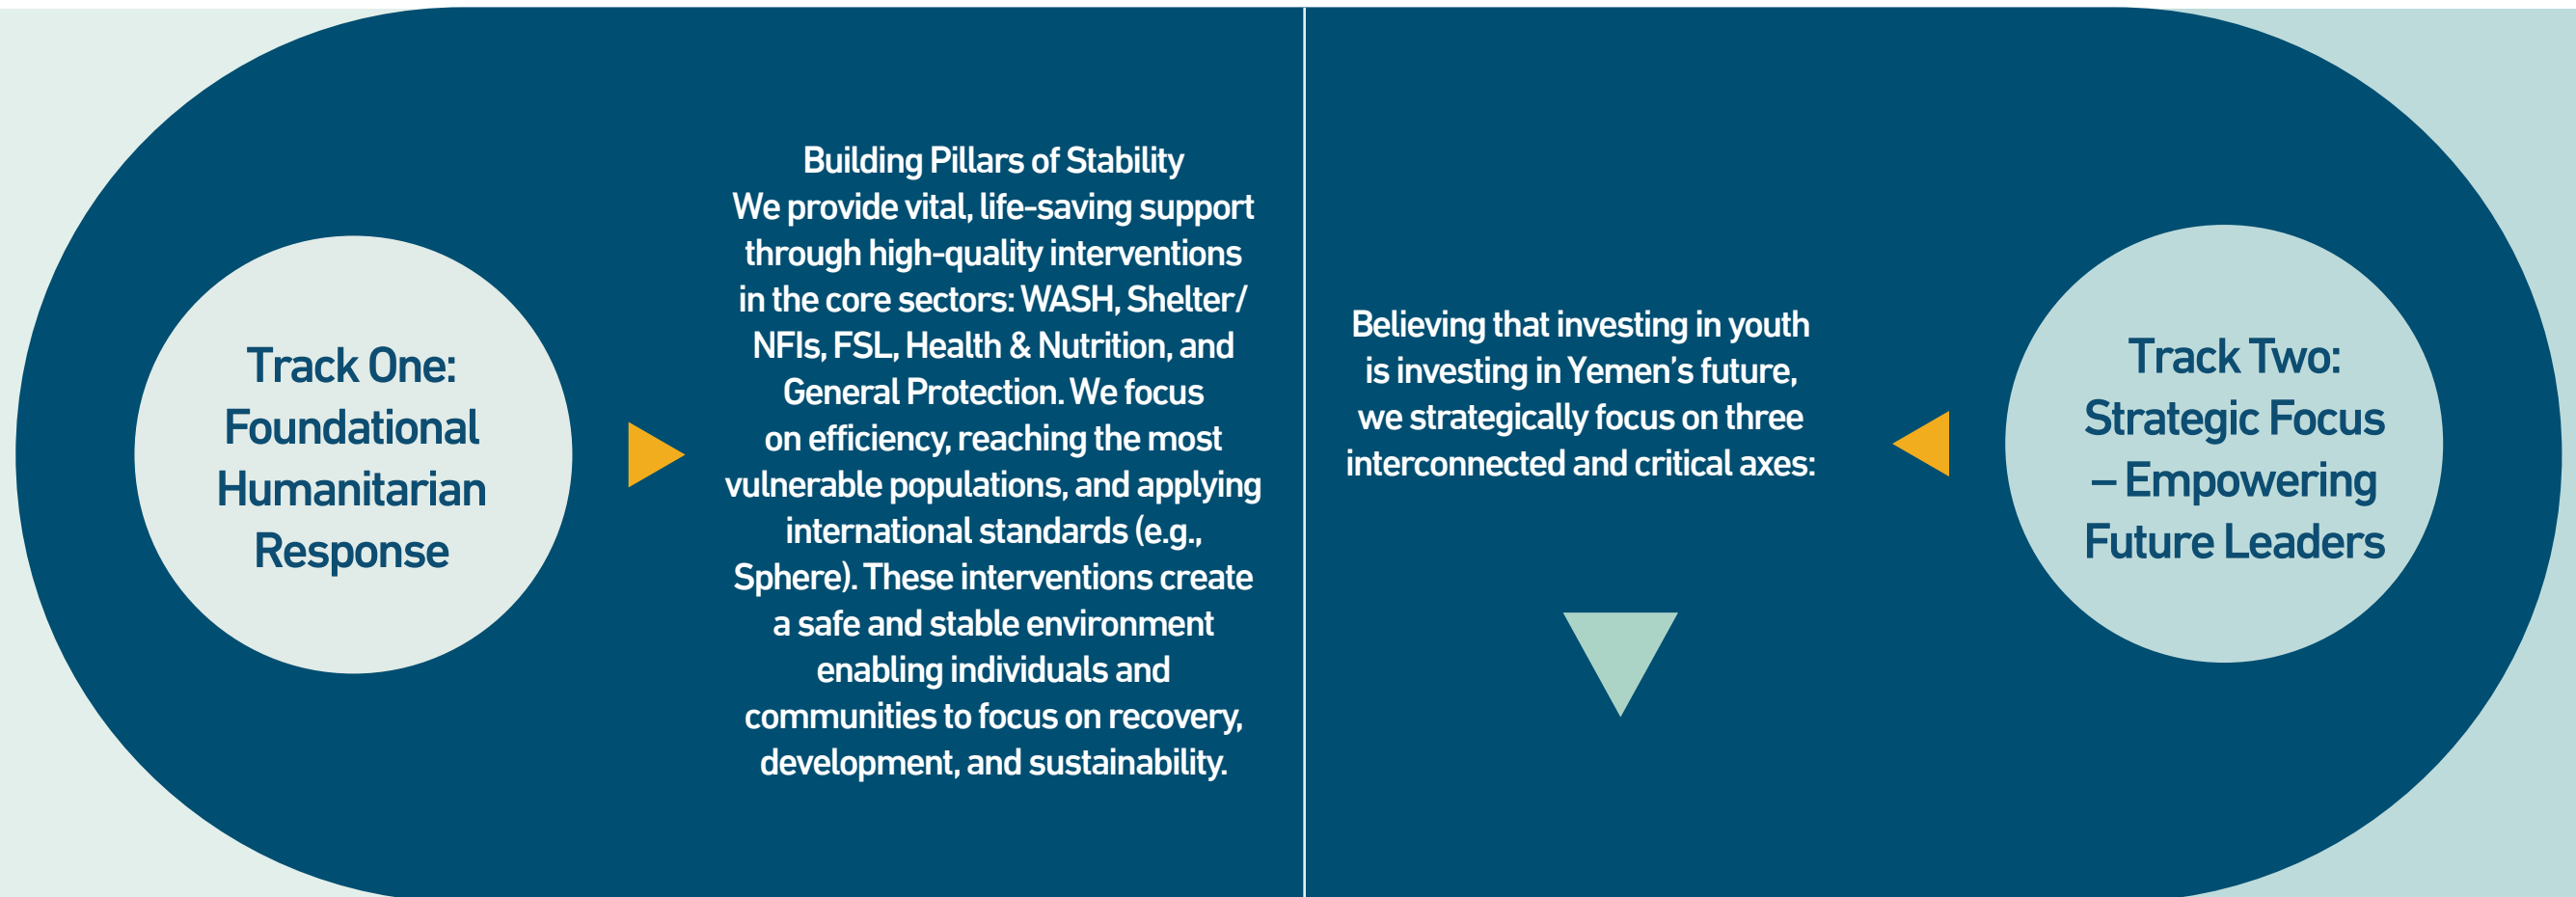 Track One:
Foundational
Humanitarian
Response
Building Pillars of Stability
We provide vital, life-saving support
through high-quality interventions
in the core sectors: WASH, Shelter/
NFIs, FSL, Health & Nutrition, and
General Protection. We focus
on efficiency, reaching the most
vulnerable populations, and applying
international standards (e.g.,
Sphere). These interventions create
a safe and stable environment
enabling individuals and
communities to focus on recovery,
development, and sustainability.
Believing that investing in youth
is investing in Yemen’s future,
we strategically focus on three
interconnected and critical axes:
Track Two:
Strategic Focus
– Empowering
Future Leaders